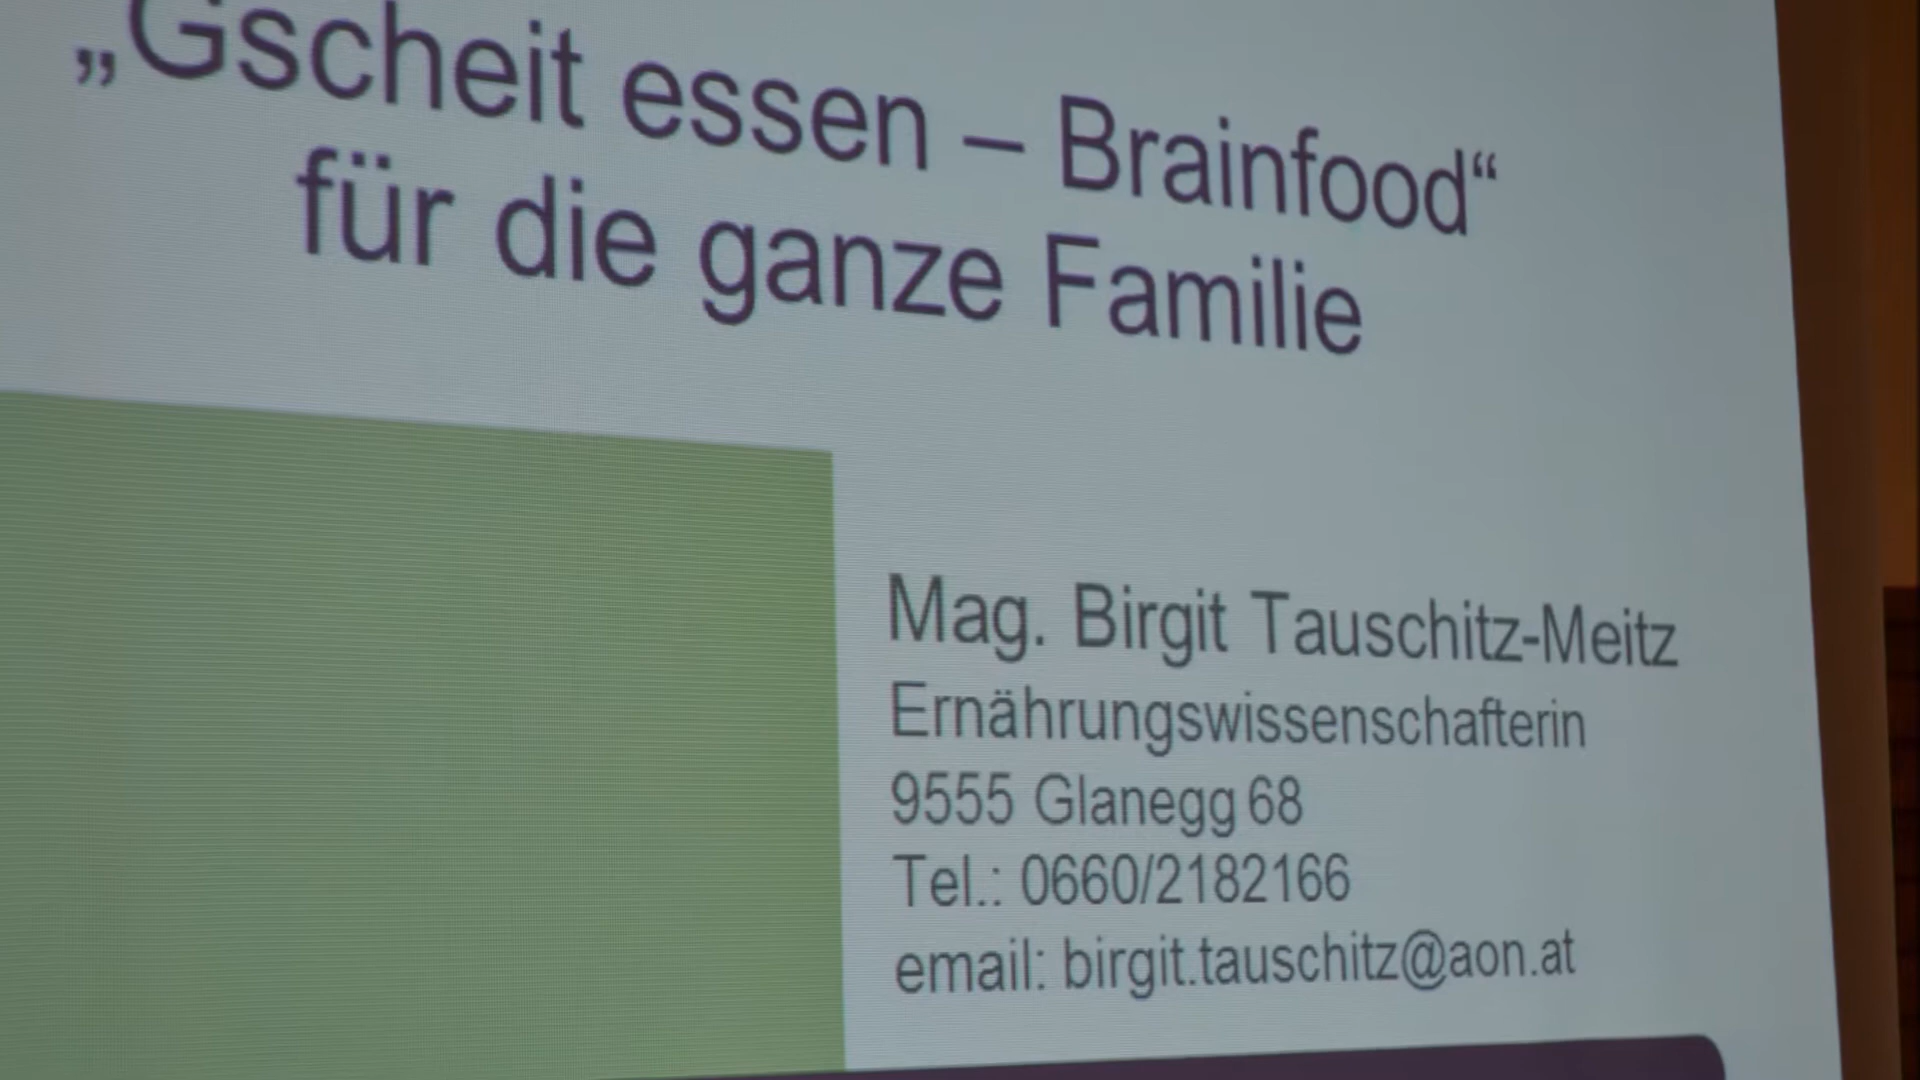 „Gscheit essen – Brainfood“
für die ganze Familie
Mag. Birgit Tauschitz-Meitz
Ernährungswissenschafterin
9555 Glanegg 68
Tel.: 0660/2182166
email: birgit.tauschitz@aon.at